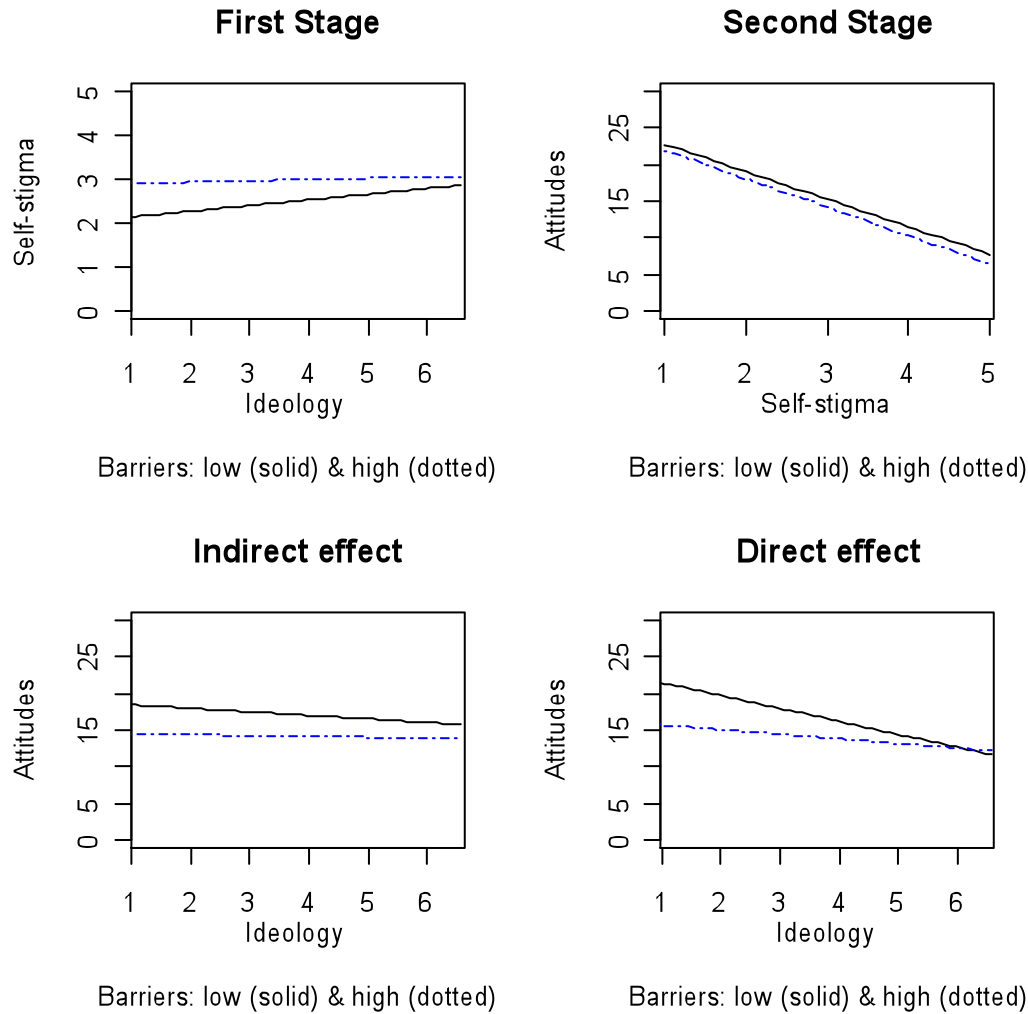 First Stage
Self-stigma
0 1 2 3 4 5
1 2 3 4 5 6
Ideology
Barriers: low (solid) & high (dotted)
Second Stage
Attitudes
0 5 15 25
1 2 3 4 5
Self-stigma
Barriers: low (solid) & high (dotted)
Indirect effect
Attitudes
0 5 15 25
1 2 3 4 5 6
Ideology
Barriers: low (solid) & high (dotted)
Direct effect
Attitudes
0 5 15 25
1 2 3 4 5 6
Ideology
Barriers: low (solid) & high (dotted)